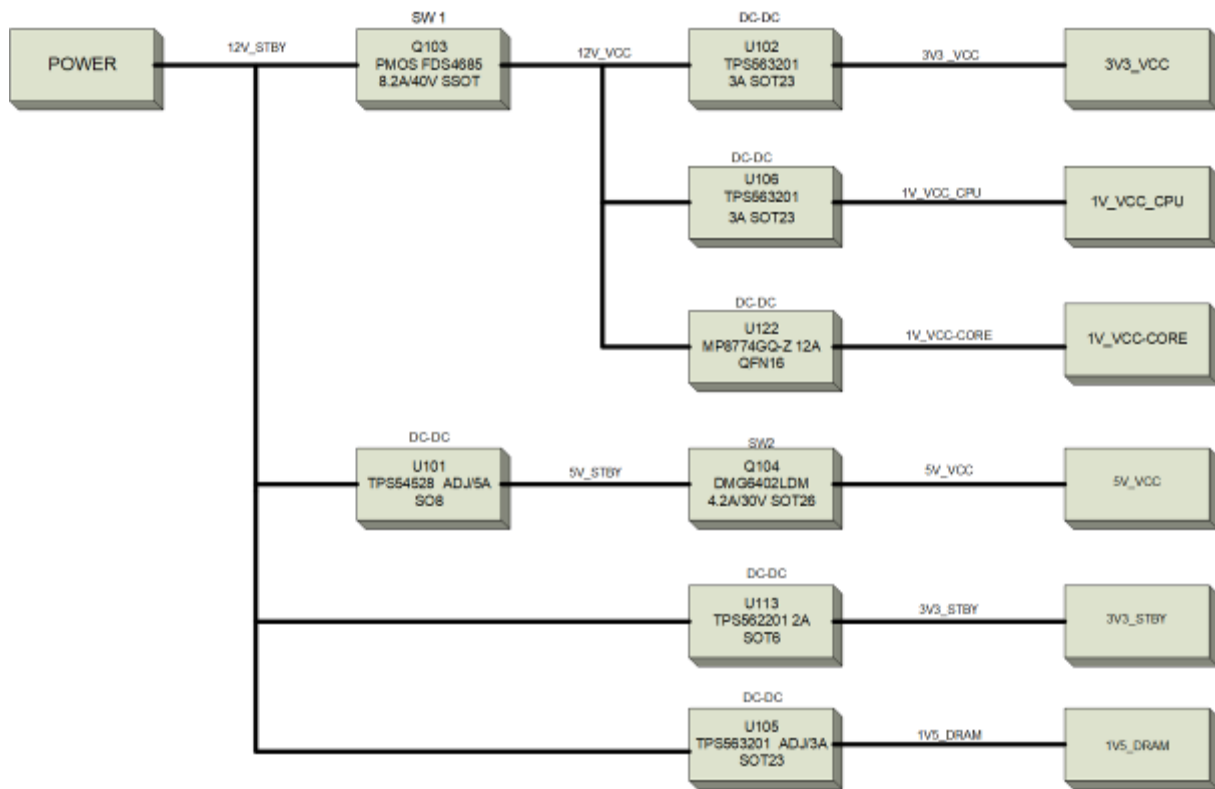 SW 1
DC-DC
POWER
12V_STBY
Q103
PMOS FDS4685
8.2A/40V SSOT
12V_VCC
U102
TPS563201
3A SOT23
3V3_VCC
3V3_VCC
DC-DC
U106
TPS563201
3A SOT23
1V_VCC_CPU
1V_VCC_CPU
DC-DC
U122
MP8774GQ-Z 12A
QFN16
1V_VCC-CORE
1V_VCC-CORE
DC-DC
U101
TPS54528 ADJ/5A
SO8
5V_STBY
SW2
Q104
DMG6402LDM
4.2A/30V SOT26
5V_VCC
5V_VCC
DC-DC
U113
TPS562201 2A
SOT6
3V3_STBY
3V3_STBY
DC-DC
U105
TPS563201 ADJ/3A
SOT23
1V5_DRAM
1V5_DRAM